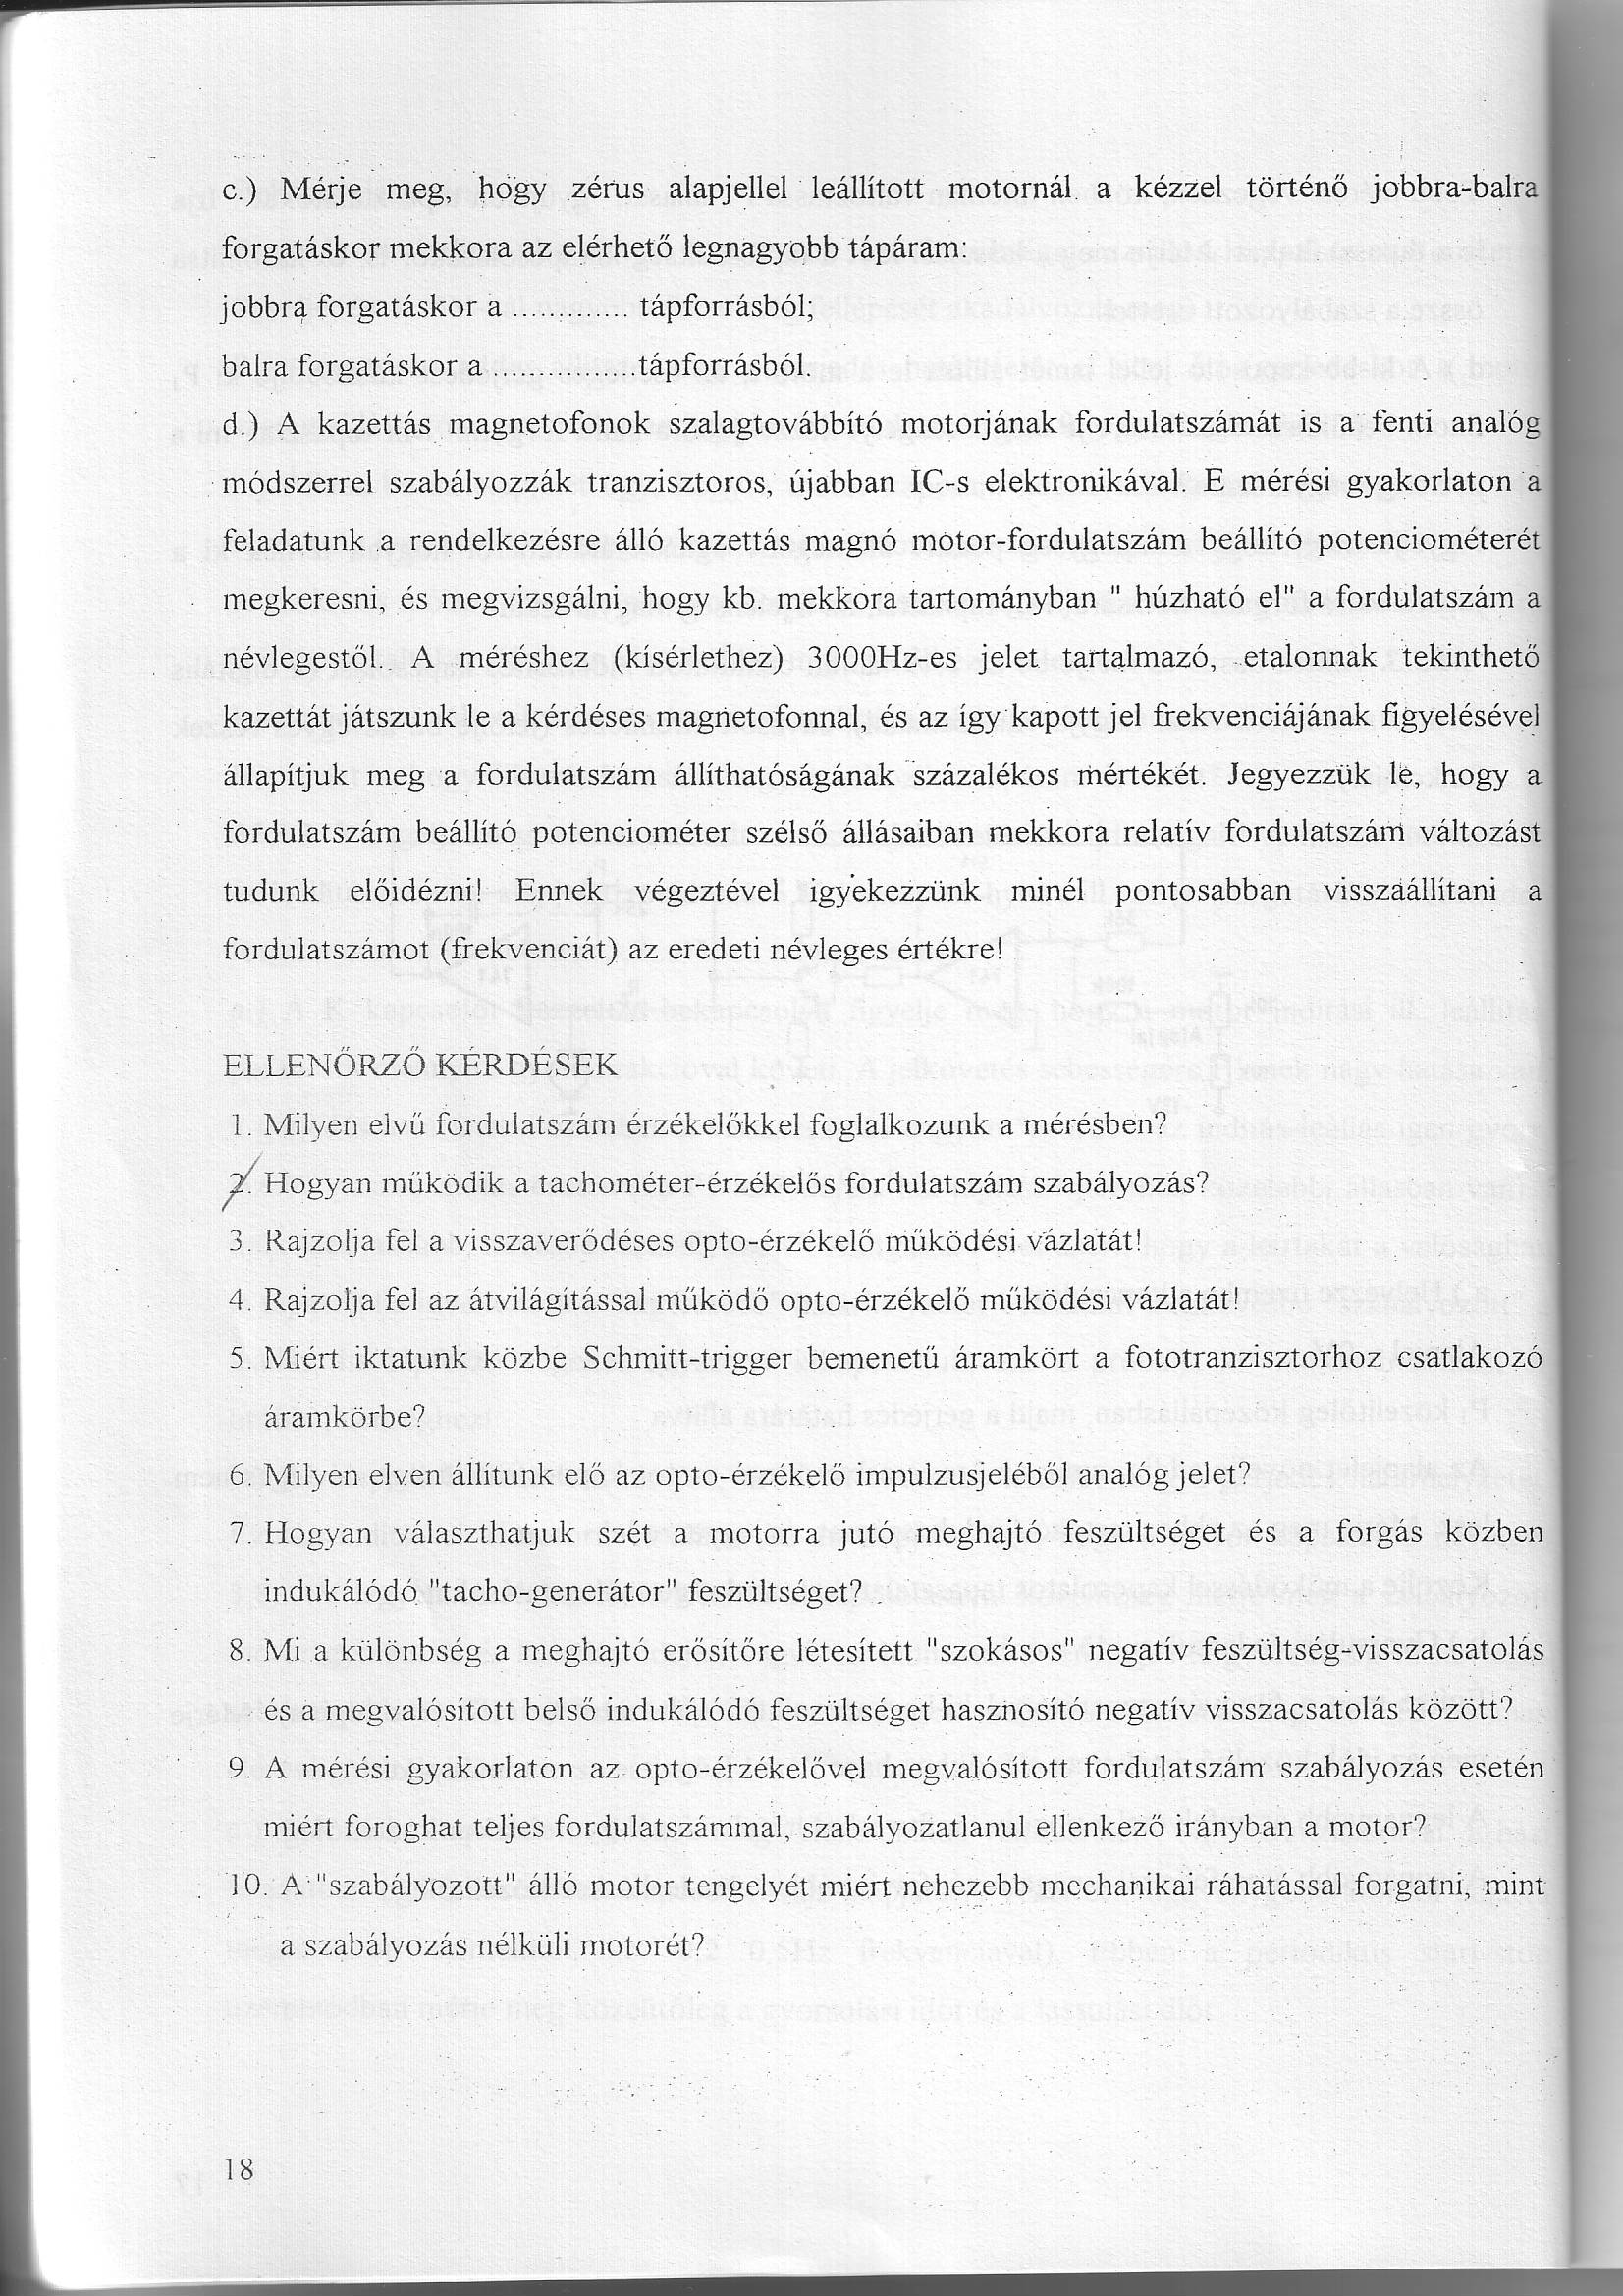 c.) Mérje meg, hogy zérus alapjellel leállított motornál a kézzel történő jobbra-balra
forgatáskor mekkora az elérhető legnagyobb tápáram:
jobbra forgatáskor a ............. tápforrásból;
balra forgatáskor a ................tápforrásból.
d.) A kazettás magnetofonok szalagtovábbító motorjának fordulatszámát is a fenti analóg
módszerrel szabályozzák tranzisztoros, újabban IC-s elektronikával. E mérési gyakorlaton a
feladatunk a rendelkezésre álló kazettás magnó motor-fordulatszám beállító potenciométerét
megkeresni, és megvizsgálni, hogy kb. mekkora tartományban " húzható el" a fordulatszám a
névlegestől. A méréshez (kísérlethez) 3000Hz-es jelet tartalmazó, etalonnak tekinthető
kazettát játszunk le a kérdéses magnetofonnal, és az így kapott jel frekvenciájának figyelésével
állapítjuk meg a fordulatszám állíthatóságának százalékos mértékét. Jegyezzük le, hogy a
fordulatszám beállító potenciométer szélső állásaiban mekkora relatív fordulatszám változást
tudunk előidézni! Ennek végeztével igyekezzünk minél pontosabban visszaállítani a
fordulatszámot (frekvenciát) az eredeti névleges értékre!
ELLENŐRZŐ KÉRDÉSEK
1. Milyen elvű fordulatszám érzékelőkkel foglalkozunk a mérésben?
2. Hogyan működik a tachométer-érzékelős fordulatszám szabályozás?
3. Rajzolja fel a visszaverődéses opto-érzékelő működési vázlatát!
4. Rajzolja fel az átvilágítással működő opto-érzékelő működési vázlatát!
5. Miért iktatunk közbe Schmitt-trigger bemenetű áramkört a fototranzisztorhoz csatlakozó
áramkörbe?
6. Milyen elven állítunk elő az opto-érzékelő impulzusjeléből analóg jelet?
7. Hogyan választhatjuk szét a motorra jutó meghajtó feszültséget és a forgás közben
indukálódó "tacho-generátor" feszültséget?
8. Mi a különbség a meghajtó erősítőre létesített "szokásos" negatív feszültség-visszacsatolás
és a megvalósított belső indukálódó feszültséget hasznosító negatív visszacsatolás között?
9. A mérési gyakorlaton az opto-érzékelővel megvalósított fordulatszám szabályozás esetén
miért foroghat teljes fordulatszámmal, szabályozatlanul ellenkező irányban a motor?
10. A "szabályozott" álló motor tengelyét miért nehezebb mechanikai ráhatással forgatni, mint
a szabályozás nélküli motorét?
18